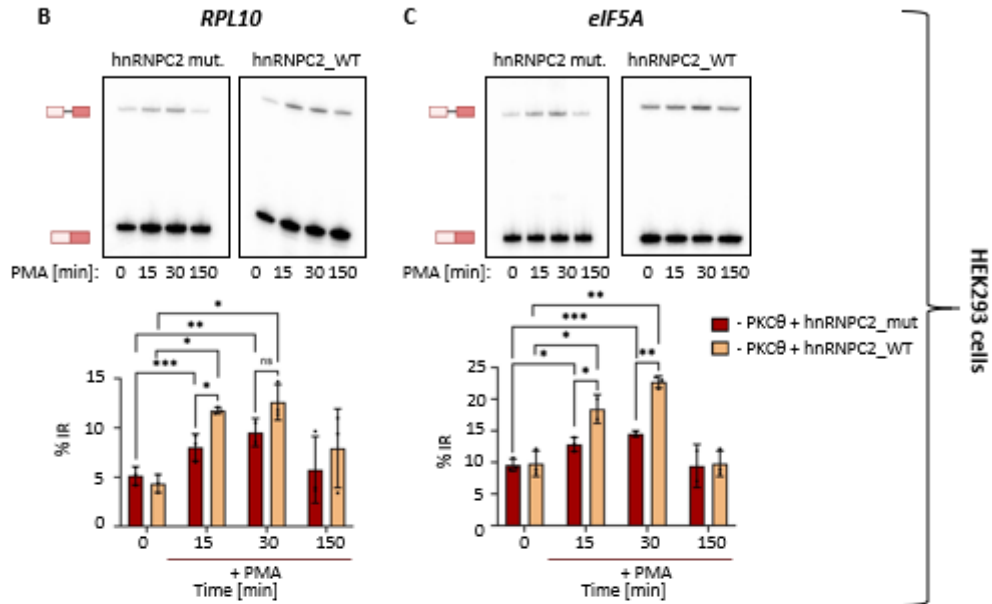 B RPL10
hnRNPC2 mut. hnRNPC2_WT
PMA [min]: 0 15 30 150 0 15 30 150
*
**
*
*** ns
*
15
10
5
0
% IR
0 15 30 150
+ PMA
Time [min]
C eIF5A
hnRNPC2 mut. hnRNPC2_WT
PMA [min]: 0 15 30 150 0 15 30 150
**
***
*
* * **
25
20
15
10
5
0
% IR
0 15 30 150
+ PMA
Time [min]
- PKCθ + hnRNPC2_mut
- PKCθ + hnRNPC2_WT
HEK293 cells